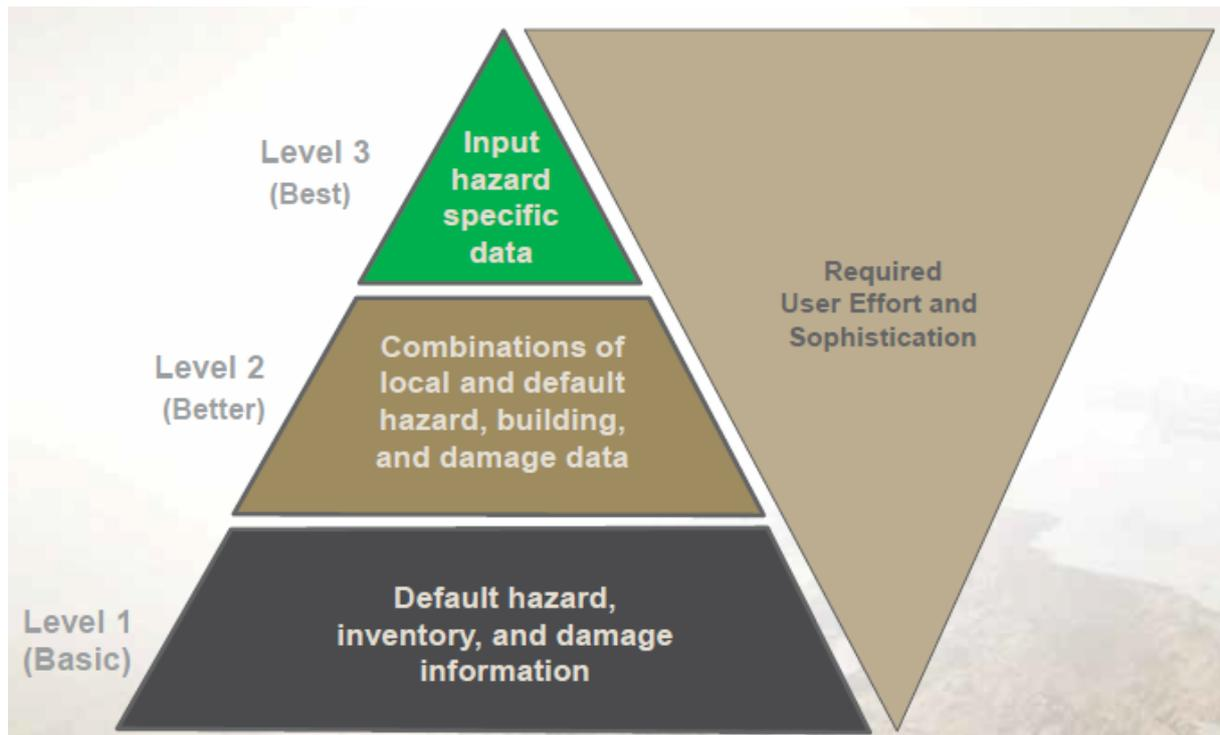 Level 3
(Best)
Input
hazard
specific
data
Required
User Effort and
Sophistication
Level 2
(Better)
Combinations of
local and default
hazard, building,
and damage data
Level 1
(Basic)
Default hazard,
inventory, and damage
information